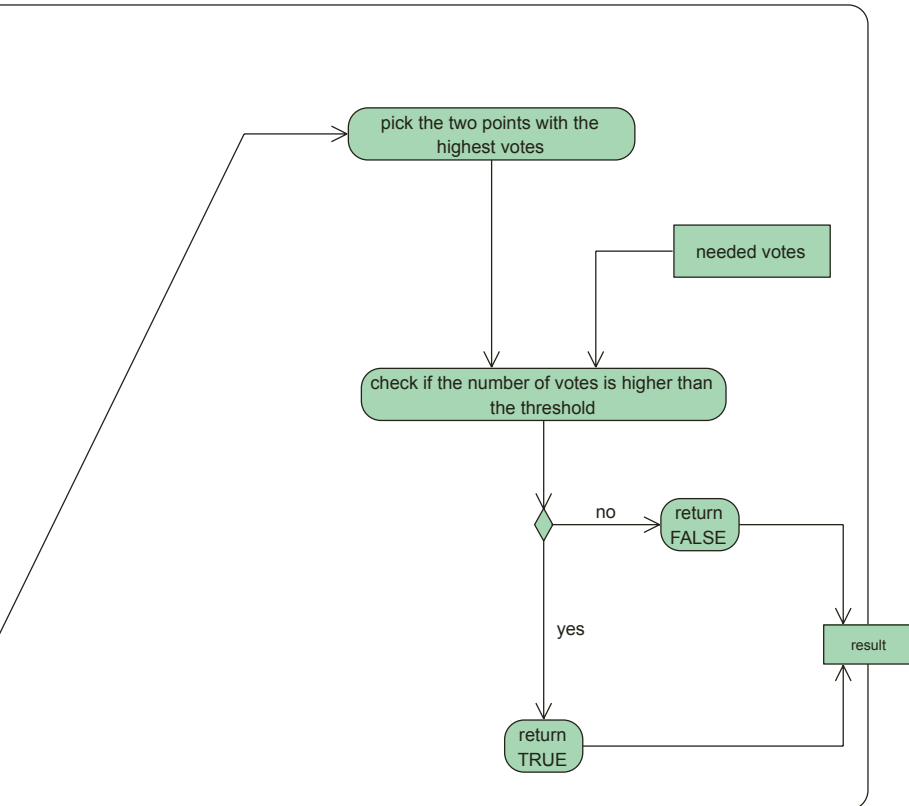 pick the two points with the
highest votes
needed votes
check if the number of votes is higher than
the threshold
no
return
FALSE
yes
result
return
TRUE